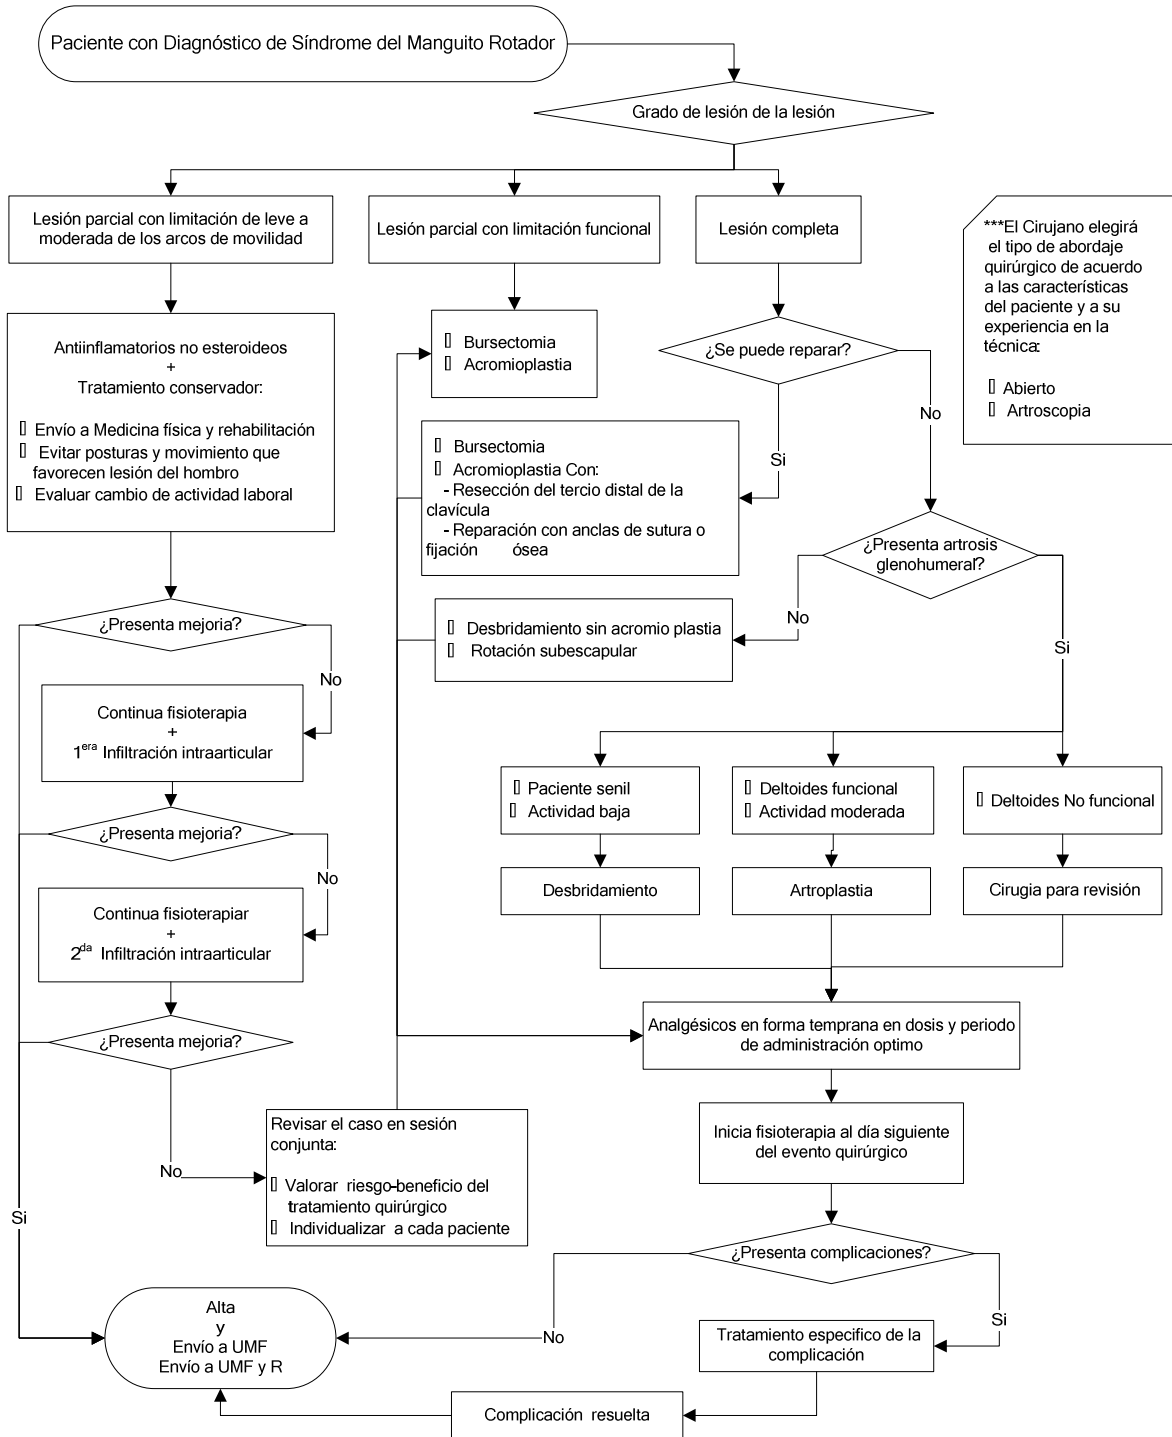 Paciente con Diagnóstico de Síndrome del Manguito Rotador
Grado de lesión de la lesión
Lesión parcial con limitación de leve a
moderada de los arcos de movilidad
Lesión parcial con limitación funcional
Lesión completa
***El Cirujano elegirá
el tipo de abordaje
quirúrgico de acuerdo
a las características
del paciente y a su
experiencia en la
técnica:
▯ Abierto
▯ Artroscopia
Antiinflamatorios no esteroideos
+
Tratamiento conservador:
▯ Envío a Medicina física y rehabilitación
▯ Evitar posturas y movimiento que
favorecen lesión del hombro
▯ Evaluar cambio de actividad laboral
▯ Bursectomia
▯ Acromioplastia
¿Se puede reparar?
No
Si
▯ Bursectomia
▯ Acromioplastia Con:
- Resección del tercio distal de la
clavícula
- Reparación con anclas de sutura o
fijación ósea
¿Presenta artrosis
glenohumeral?
No
Si
▯ Desbridamiento sin acromio plastia
▯ Rotación subescapular
¿Presenta mejoria?
No
Continua fisioterapia
+
1era Infiltración intraarticular
¿Presenta mejoria?
No
Continua fisioterapiar
+
2da Infiltración intraarticular
¿Presenta mejoria?
No
Si
▯ Paciente senil
▯ Actividad baja
▯ Deltoides funcional
▯ Actividad moderada
▯ Deltoides No funcional
Desbridamiento
Artroplastia
Cirugia para revisión
Analgésicos en forma temprana en dosis y periodo
de administración optimo
Revisar el caso en sesión
conjunta:
▯ Valorar riesgo-beneficio del
tratamiento quirúrgico
▯ Individualizar a cada paciente
Inicia fisioterapia al día siguiente
del evento quirúrgico
¿Presenta complicaciones?
No
Si
Tratamiento especifico de la
complicación
Complicación resuelta
Alta
y
Envío a UMF
Envío a UMF y R